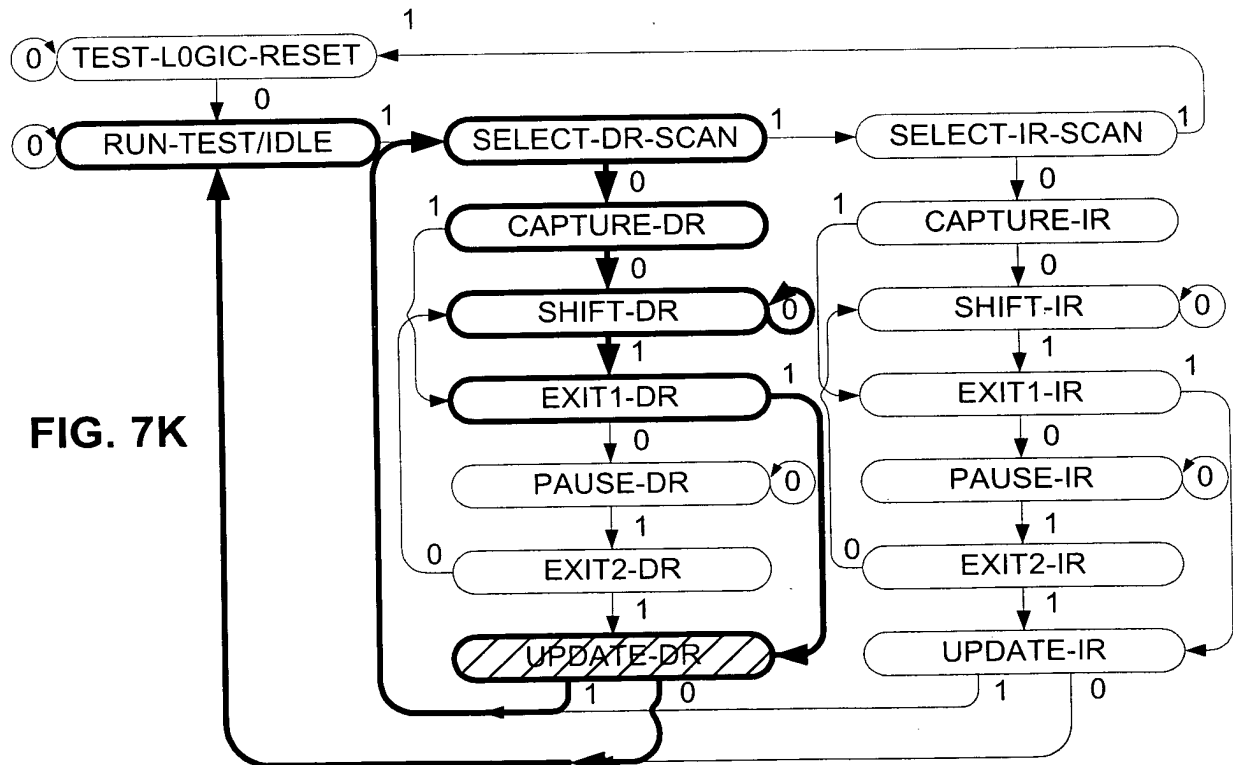 1
0 TEST-L0GIC-RESET
0
0 RUN-TEST/IDLE 1 SELECT-DR-SCAN 1 SELECT-IR-SCAN 1
0 0
1 CAPTURE-DR 1 CAPTURE-IR
0 0
SHIFT-DR 0 SHIFT-IR 0
1 1
EXIT1-DR 1 EXIT1-IR 1
FIG. 7K
0 0
PAUSE-DR 0 PAUSE-IR 0
1 1
0 EXIT2-DR 0 EXIT2-IR
1 1
UPDATE-DR UPDATE-IR
1 0 1 0